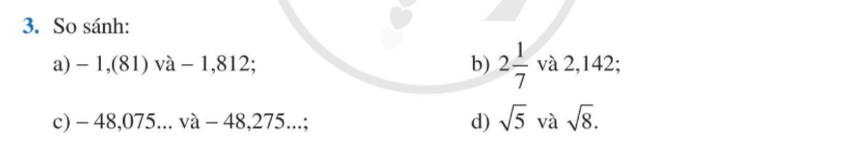 3. So sánh:
a) – 1,(81) và – 1,812; b) 2 1/7 và 2,142;
c) – 48,075... và – 48,275...; d) √5 và √8.